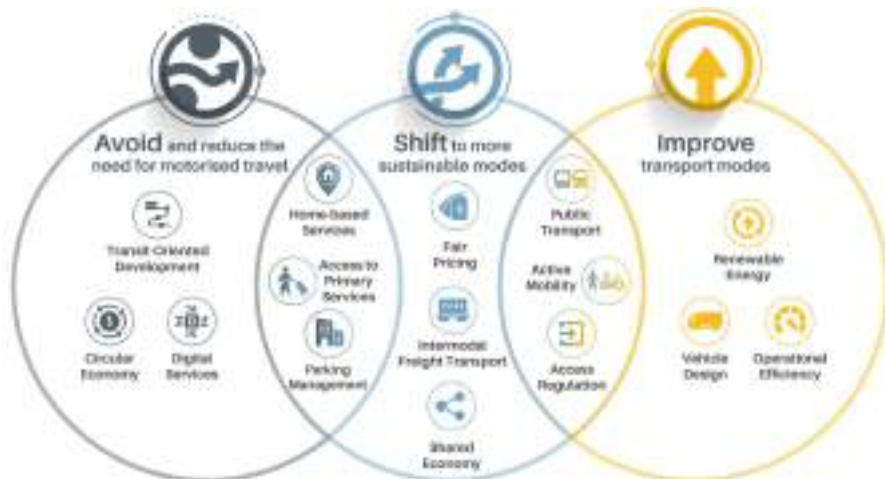 Avoid and reduce the
need for motorised travel
Transit-Oriented
Development
Circular
Economy
Digital
Services
Home-based
Services
Access to
Primary
Services
Parking
Management
Shift to more
sustainable modes
Fair
Pricing
Intermodal
Freight Transport
Shared
Economy
Public
Transport
Active
Mobility
Access
Regulation
Improve
transport modes
Renewable
Energy
Vehicle
Design
Operational
Efficiency